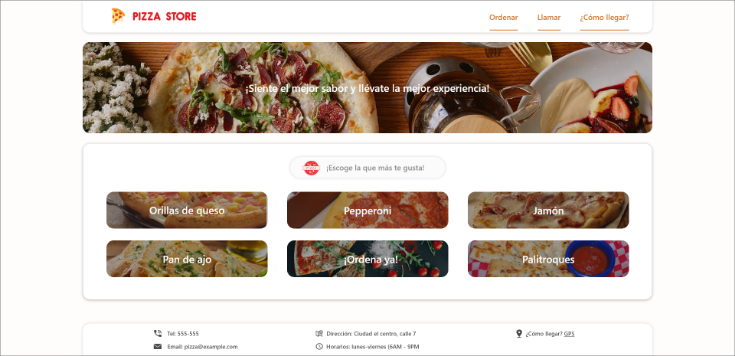 PIZZA STORE
Ordenar
Llamar
¿Cómo llegar?
¡Siente el mejor sabor y llévate la mejor experiencia!
¡Escoge la que más te gusta!
Orillas de queso
Pepperoni
Jamón
Pan de ajo
¡Ordena ya!
Palitroques
Tel: 555-555
Dirección: Ciudad el centro, calle 7
¿Cómo llegar? GPS
Email: pizza@example.com
Horarios: lunes-viernes (6AM - 9PM